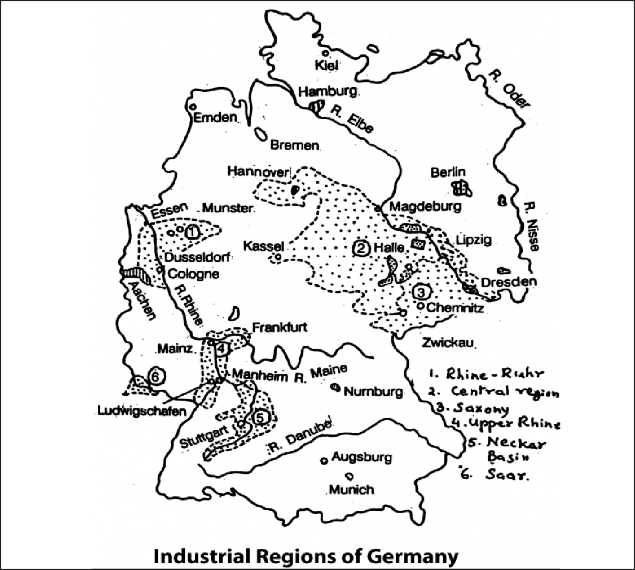 Kiel
Hamburg
R. Oder
R. Elbe
Emden
Bremen
Hannover
Berlin
Essen
Munster
Magdeburg
R. Nisse
1
Kassel
2
Halle
Lipzig
Dusseldorf
Cologne
Dresden
3
Chemnitz
Aachen
R. Rhine
Frankfurt
Mainz
4
Zwickau
6
Manheim
R. Maine
Nurnburg
Ludwigschafen
Stuttgart
5
R. Danube
Augsburg
Munich
1. Rhine-Ruhr
2. Central region
3. Saxony
4. Upper Rhine
5. Neckar
Basin
6. Saar.
Industrial Regions of Germany